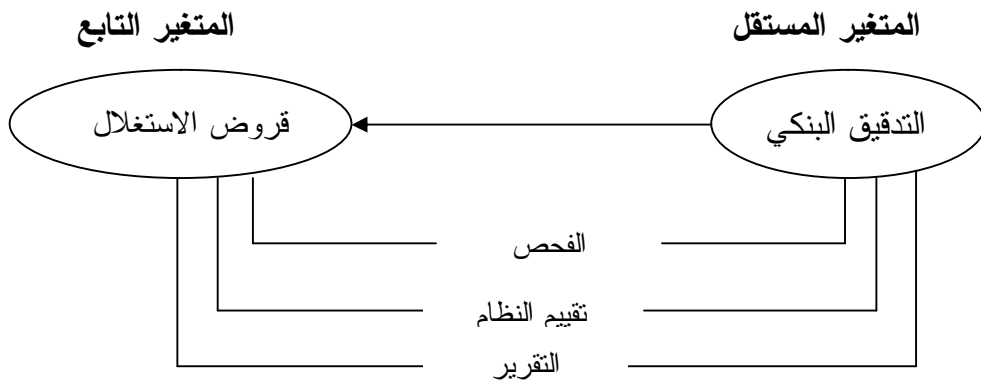 المتغير المستقل
المتغير التابع
التدقيق البنكي
قروض الاستغلال
الفحص
تقييم النظام
التقرير